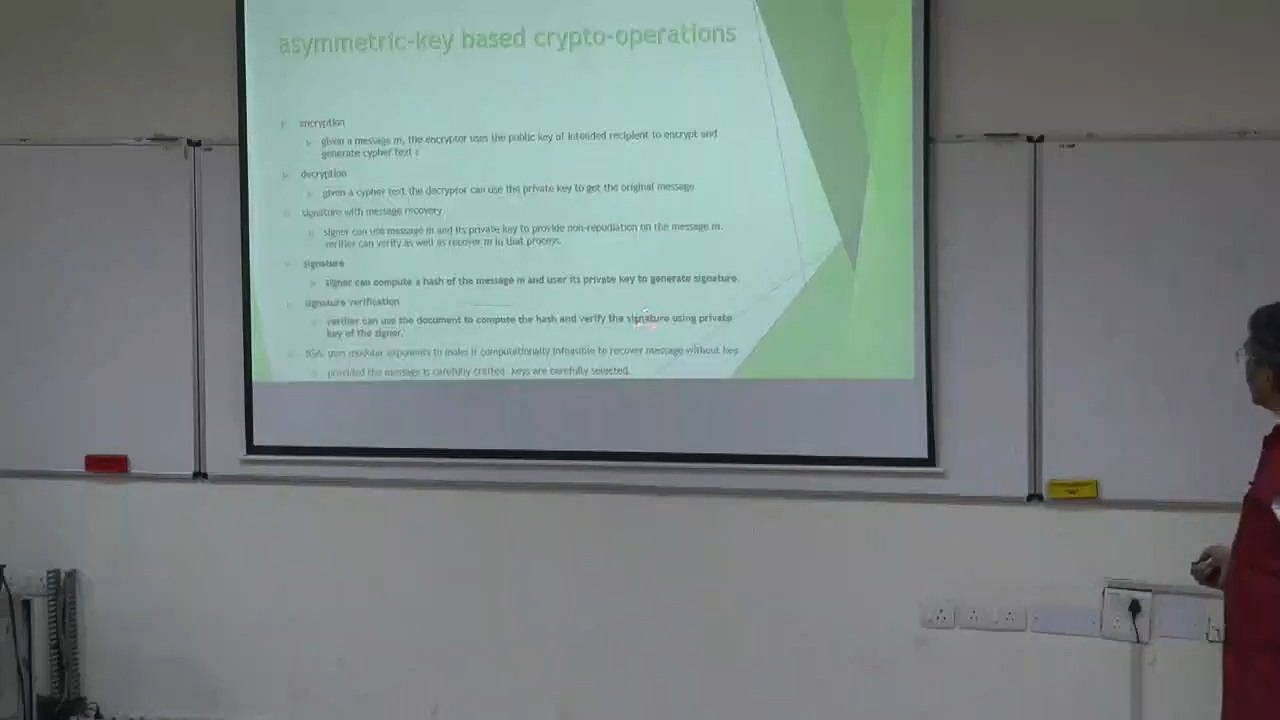 asymmetric-key based crypto-operations
encryption
given a message m, the encryptor uses the public key of intended recipient to encrypt and
generate cypher text c
decryption
given a cypher text the decryptor can use the private key to get the original message
signature with message recovery
signer can use message m and its private key to provide non-repudiation on the message m.
verifier can verify as well as recover m in that process.
signature
signer can compute a hash of the message m and user its private key to generate signature.
signature verification
verifier can use the document to compute the hash and verify the signature using private
key of the signer.
RSA uses modular exponents to make it computationally infeasible to recover message without key
provided the message is carefully crafted, keys are carefully selected.